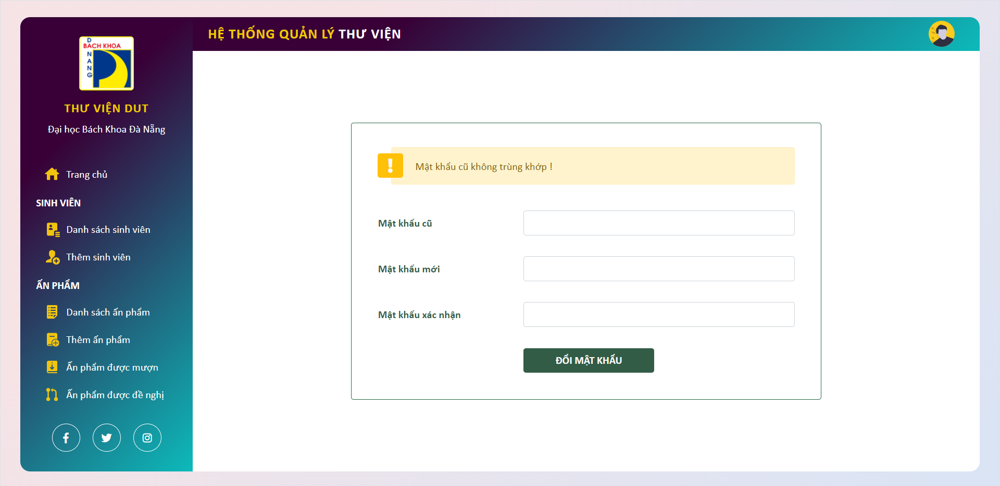 BACH KHOA
DANANG
THƯ VIỆN DUT
Đại học Bách Khoa Đà Nẵng
Trang chủ
SINH VIÊN
Danh sách sinh viên
Thêm sinh viên
ẤN PHẨM
Danh sách ấn phẩm
Thêm ấn phẩm
Ấn phẩm được mượn
Ấn phẩm được đề nghị
HỆ THỐNG QUẢN LÝ THƯ VIỆN
Mật khẩu cũ không trùng khớp !
Mật khẩu cũ
Mật khẩu mới
Mật khẩu xác nhận
ĐỔI MẬT KHẨU